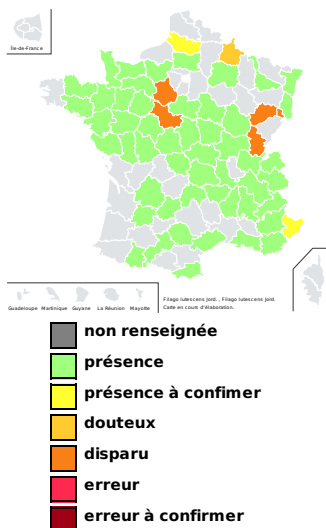 Île-de-France
Guadeloupe Martinique Guyane La Réunion Mayotte
Filago lutescens Jord. , Filago lutescens Jord.
Carte en cours d'élaboration.
non renseignée
présence
présence à confimer
douteux
disparu
erreur
erreur à confirmer